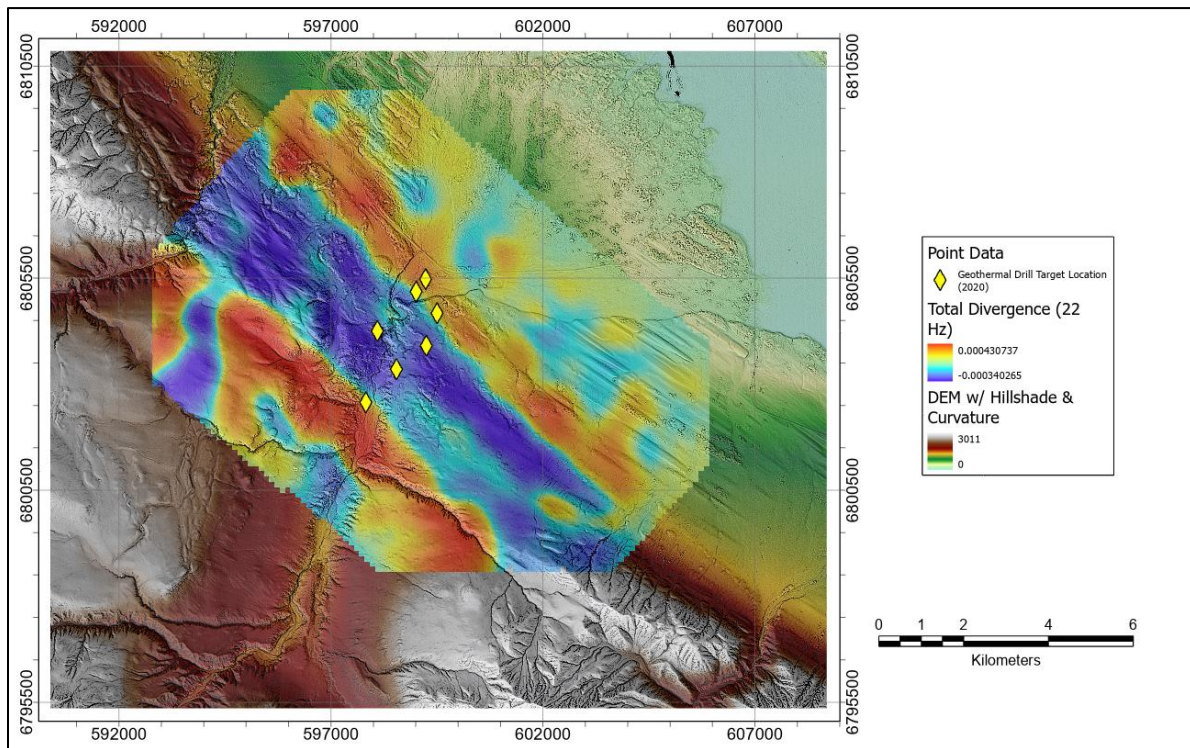 592000 597000 602000 607000
6810500 6810500
6805500 6805500
6800500 6800500
6795500 6795500
592000 597000 602000 607000
Point Data
Geothermal Drill Target Location
(2020)
Total Divergence (22
Hz)
0.000430737
-0.000340265
DEM w/ Hillshade &
Curvature
3011
0
0 1 2 4 6
Kilometers